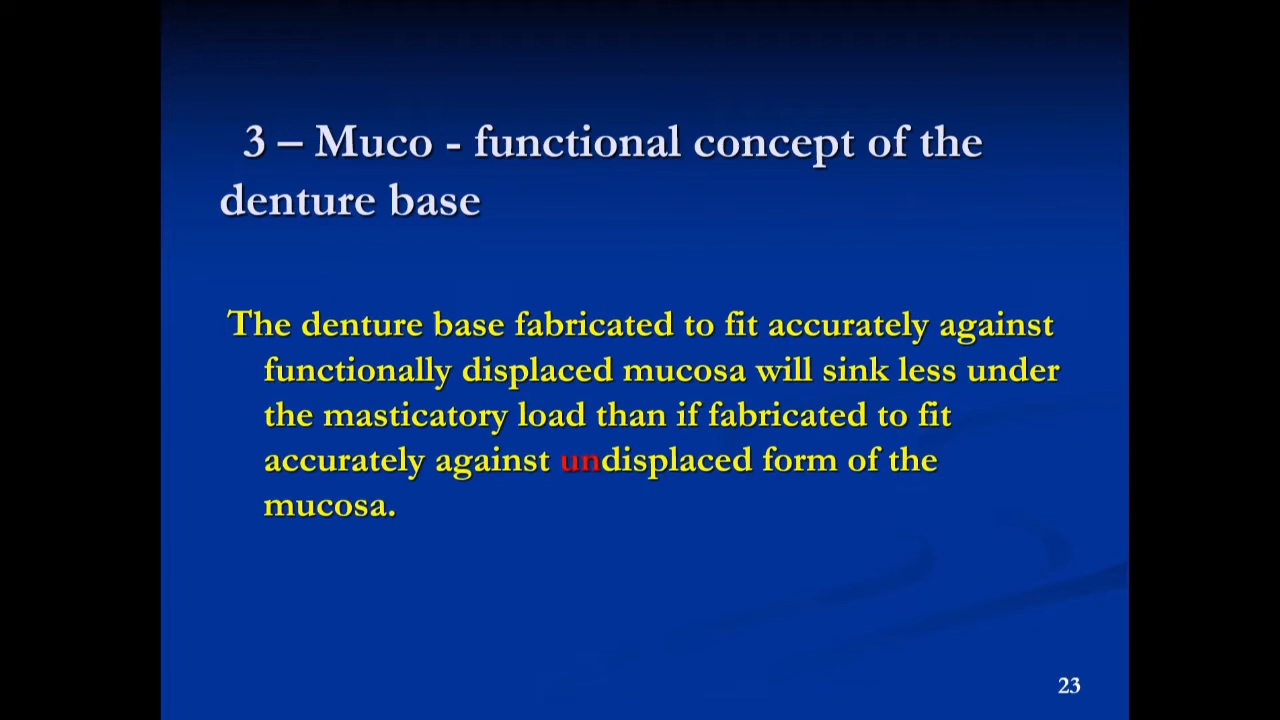 3 – Muco - functional concept of the
denture base
The denture base fabricated to fit accurately against
functionally displaced mucosa will sink less under
the masticatory load than if fabricated to fit
accurately against undisplaced form of the
mucosa.
23